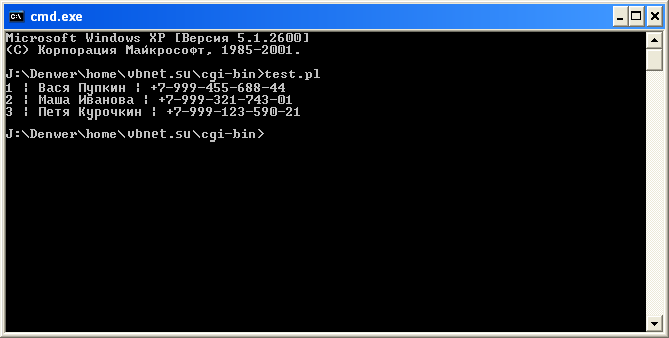 cmd.exe
Microsoft Windows XP [Версия 5.1.2600]
(C) Корпорация Майкрософт, 1985-2001.
J:\Denwer\home\vbnet.su\cgi-bin>test.pl
1 ¦ Вася Пупкин ¦ +7-999-455-688-44
2 ¦ Маша Иванова ¦ +7-999-321-743-01
3 ¦ Петя Курочкин ¦ +7-999-123-590-21
J:\Denwer\home\vbnet.su\cgi-bin>